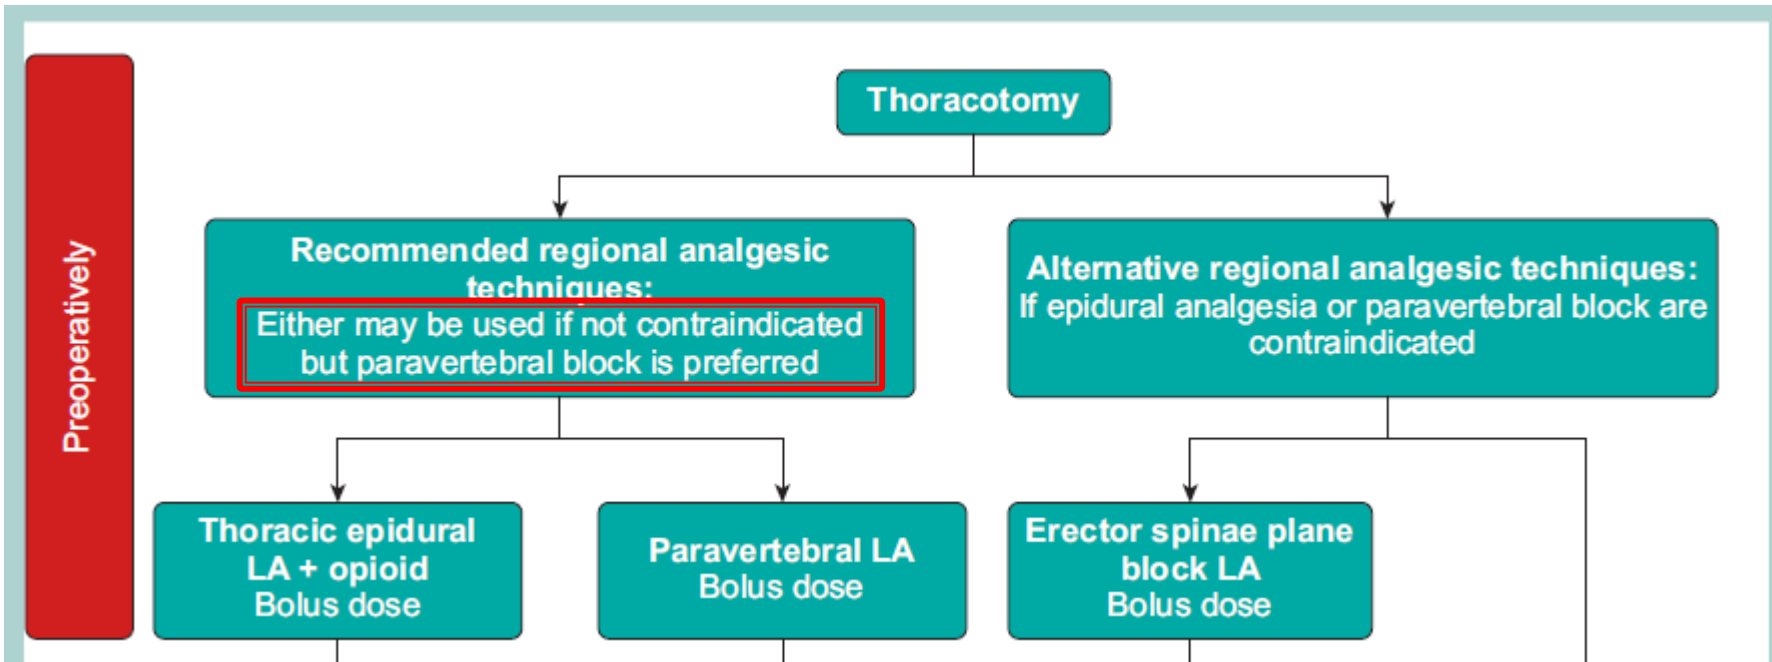 Preoperatively
Thoracotomy
Recommended regional analgesic
techniques:
Either may be used if not contraindicated
but paravertebral block is preferred
Alternative regional analgesic techniques:
If epidural analgesia or paravertebral block are
contraindicated
Thoracic epidural
LA + opioid
Bolus dose
Paravertebral LA
Bolus dose
Erector spinae plane
block LA
Bolus dose